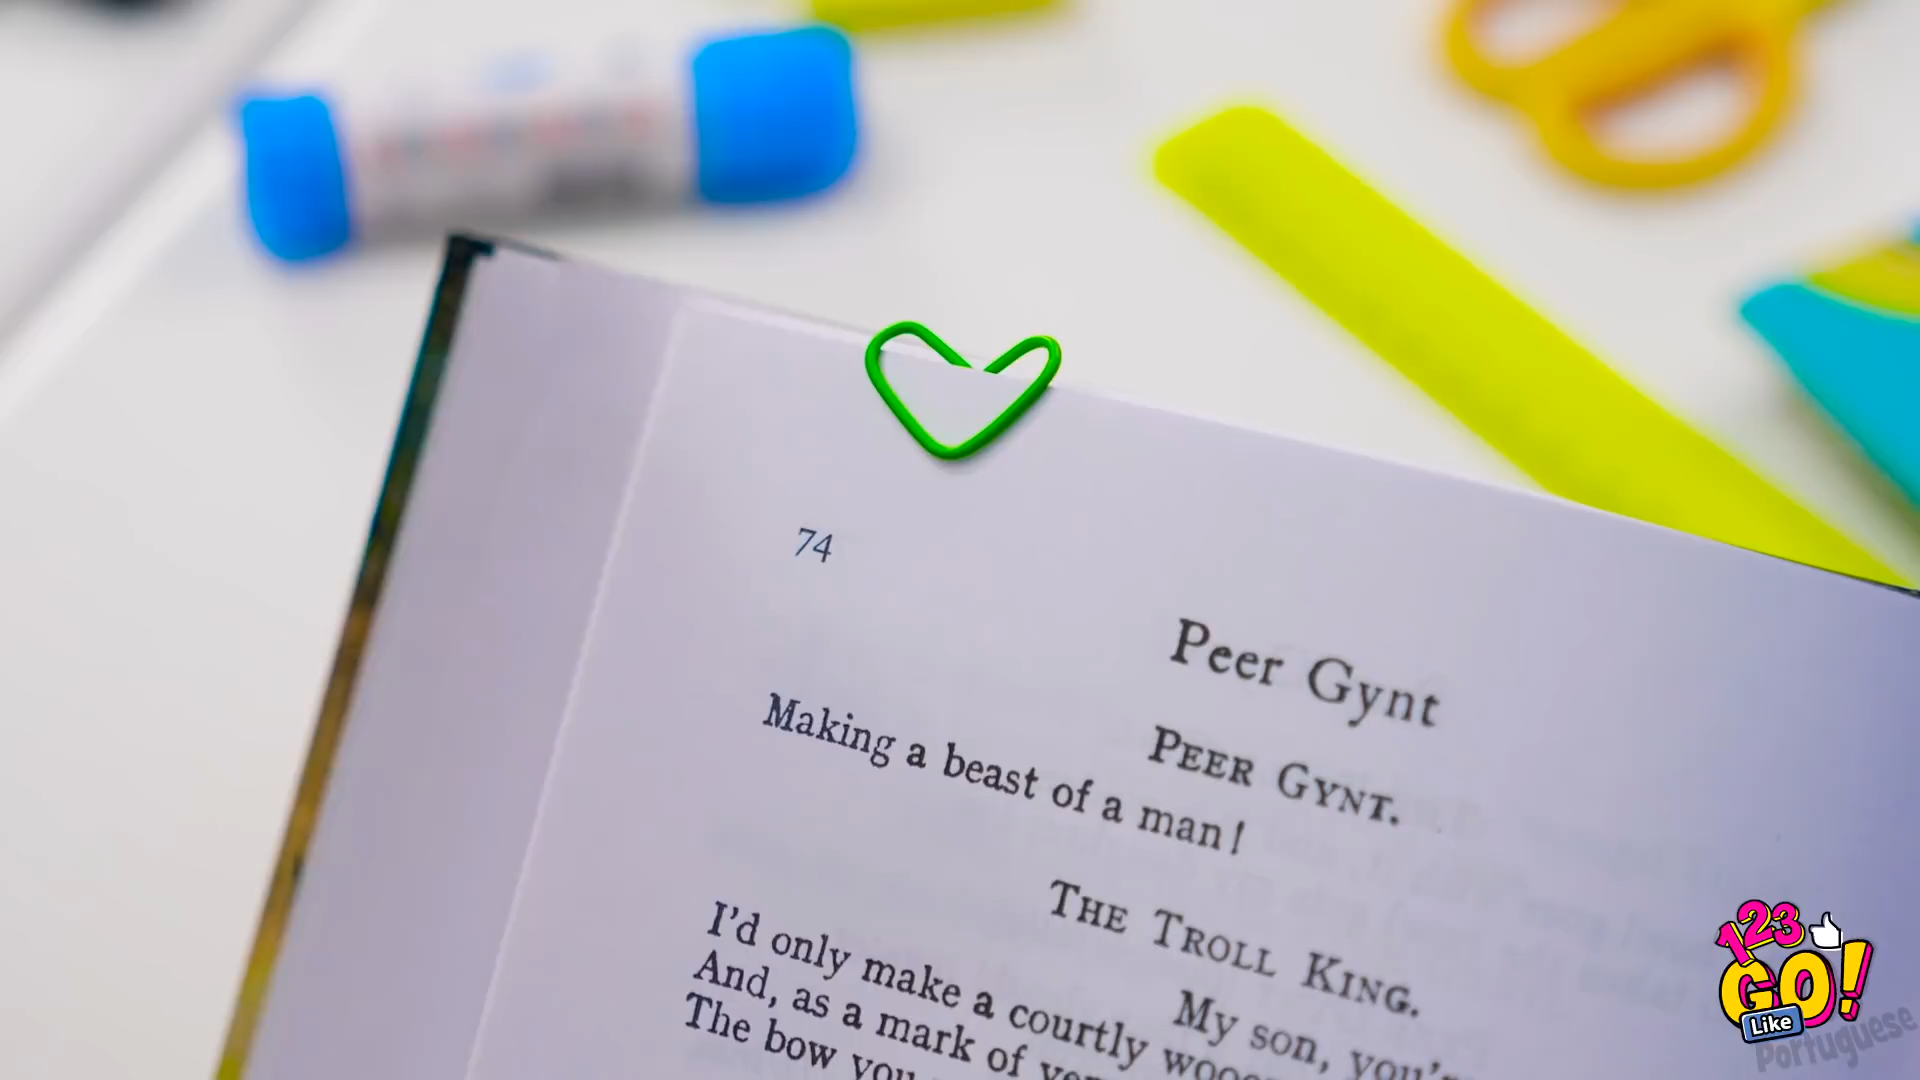 74
Peer Gynt
PEER GYNT.
Making a beast of a man!
THE TROLL KING.
My son, you're
I'd only make a courtly
And, as a mark of
The bow you
123
GO!
Like
Portuguese